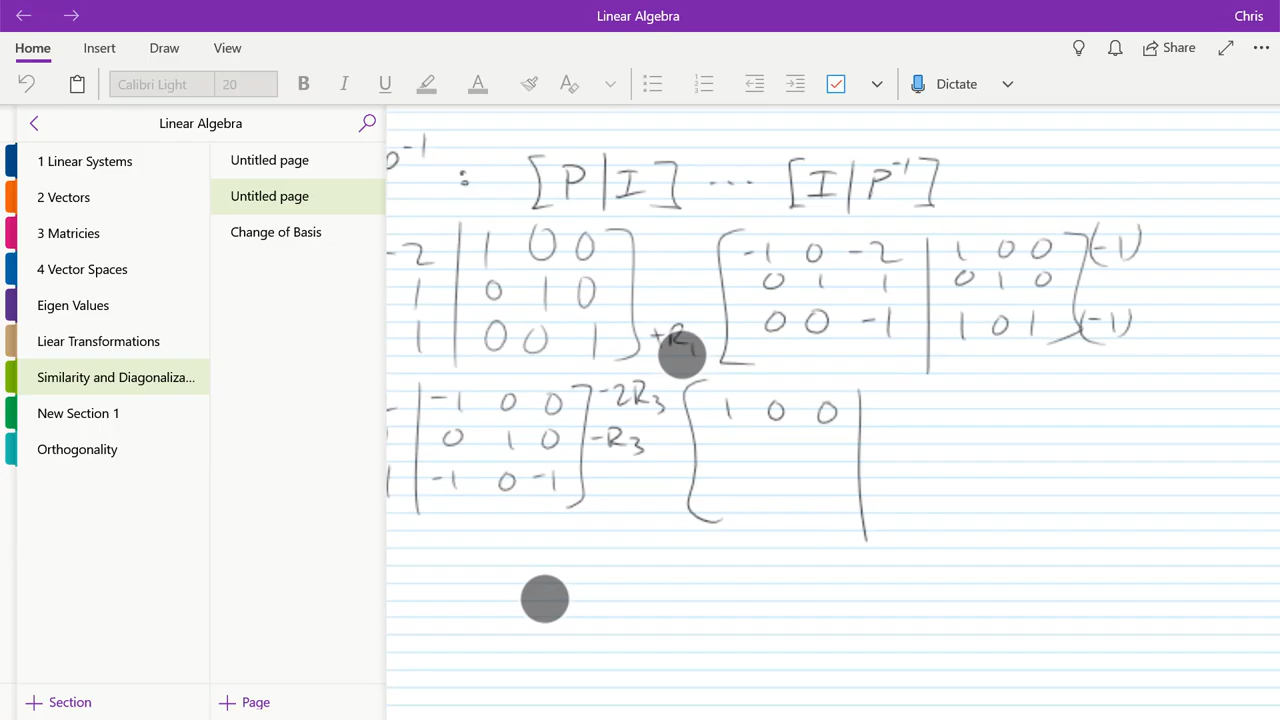 Linear Algebra
Chris
Home Insert Draw View
Share
Calibri Light 20 B I U A Dictate
Linear Algebra
1 Linear Systems
2 Vectors
3 Matricies
4 Vector Spaces
Eigen Values
Liear Transformations
Similarity and Diagonaliza...
New Section 1
Orthogonality
Untitled page
Untitled page
Change of Basis
+ Section
+ Page
: [P|I] ... [I|P⁻¹]
-2 | 1 0 0 ] [ -1 0 -2 | 1 0 0 ] (-1)
1 | 0 1 0 0 1 1 | 0 1 0
1 | 0 0 1 ] +R₁ 0 0 -1 | 1 0 1 ] (-1)
| -1 0 0 ] -2R₃ [ 1 0 0 |
| 0 1 0 -R₃
| -1 0 -1 ]